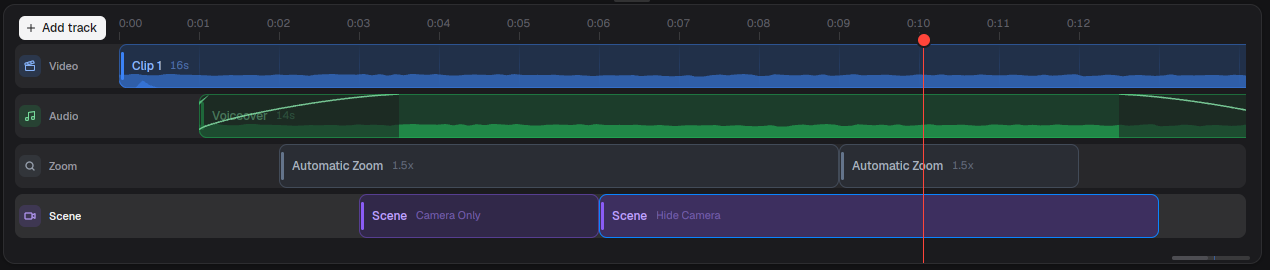 + Add track
0:00 0:01 0:02 0:03 0:04 0:05 0:06 0:07 0:08 0:09 0:10 0:11 0:12
Video Clip 1 16s
Audio Voiceover 14s
Zoom Automatic Zoom 1.5x Automatic Zoom 1.5x
Scene Scene Camera Only Scene Hide Camera